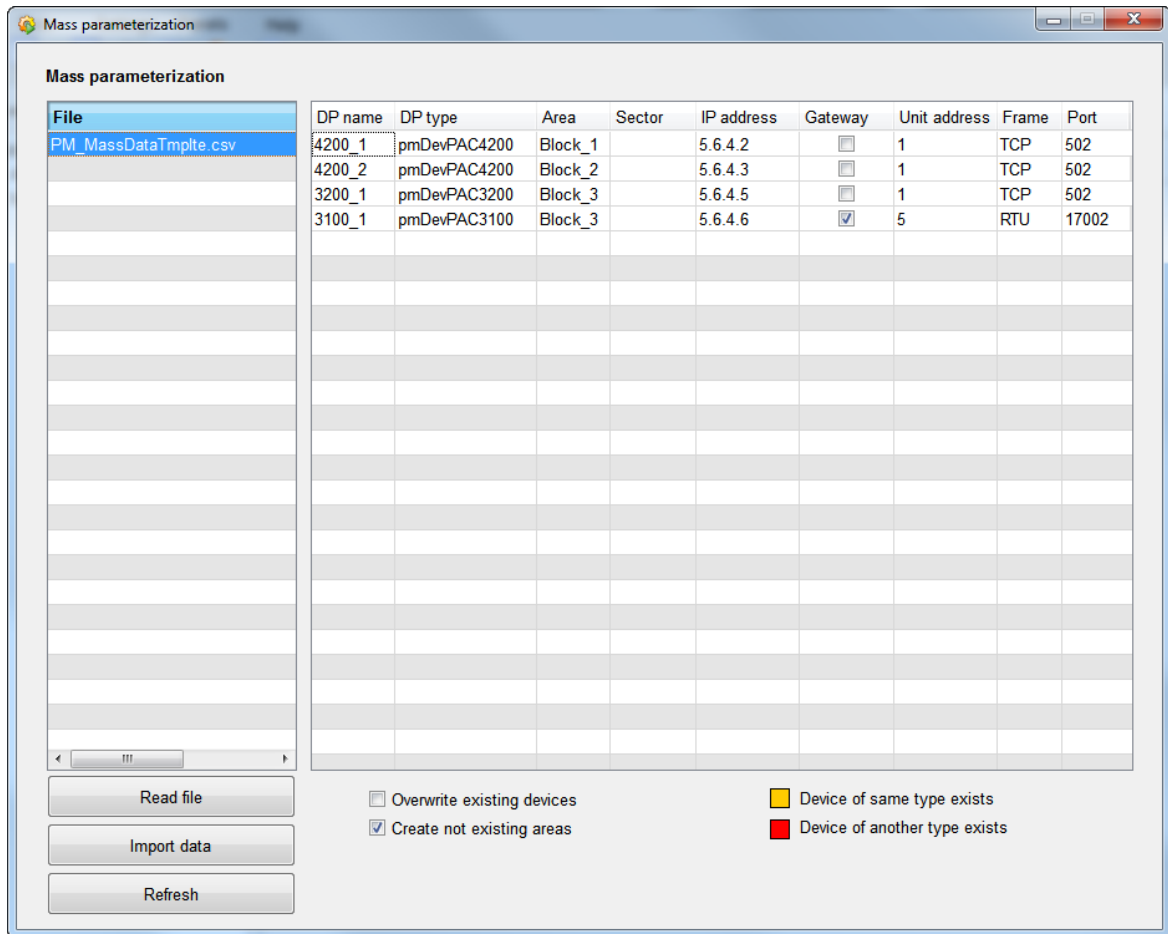 Mass parameterization
Mass parameterization
File
PM_MassDataTmplte.csv
DP name DP type Area Sector IP address Gateway Unit address Frame Port
4200_1 pmDevPAC4200 Block_1 5.6.4.2 1 TCP 502
4200_2 pmDevPAC4200 Block_2 5.6.4.3 1 TCP 502
3200_1 pmDevPAC3200 Block_3 5.6.4.5 1 TCP 502
3100_1 pmDevPAC3100 Block_3 5.6.4.6 5 RTU 17002
Read file
Import data
Refresh
Overwrite existing devices
Create not existing areas
Device of same type exists
Device of another type exists